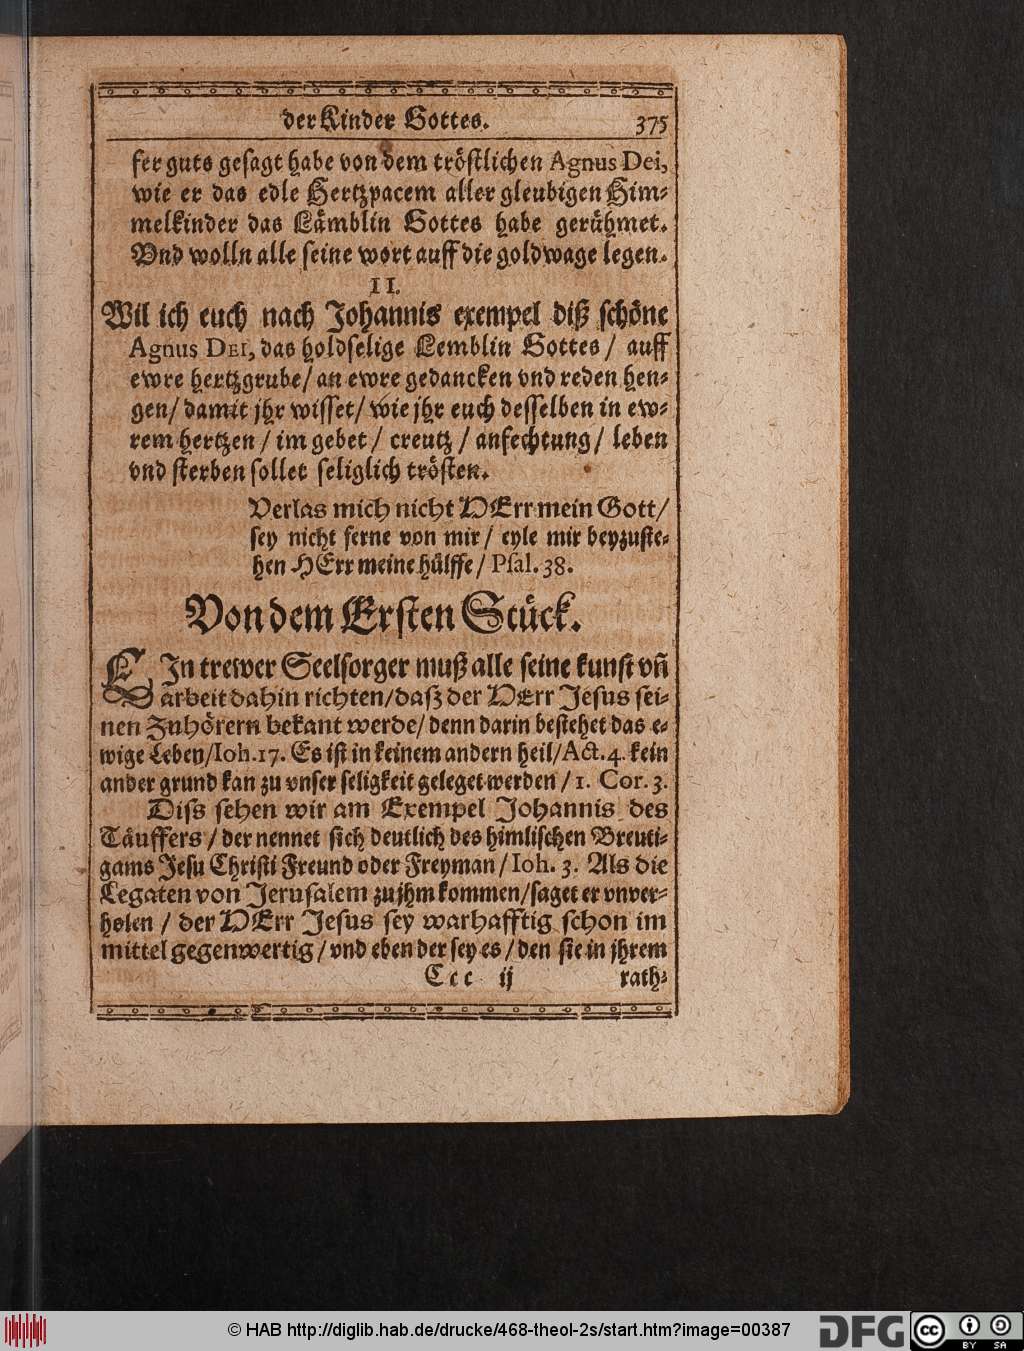 der Kinder Gottes. 375
fer guts gesagt habe von dem tröstlichen Agnus Dei,
wie er das edle Hertzpacem aller gleubigen Him-
melkinder das Lämblin Gottes habe gerühmet.
Vnd wolln alle seine wort auff die goldwage legen.
II.
Wil ich euch nach Johannis exempel diß schöne
Agnus DEI, das holdselige Lemblin Gottes / auff
ewre hertzgrube / an ewre gedancken vnd reden hen-
gen / damit jhr wisset / wie jhr euch desselben in ew-
rem hertzen / im gebet / creutz / anfechtung / leben
vnd sterben sollet seliglich trösten.
Verlas mich nicht HErr mein Gott /
sey nicht ferne von mir / eyle mir beyzuste-
hen HErr meine hülffe / Psal. 38.
Von dem Ersten Stück.
EIn trewer Seelsorger muß alle seine kunst vñ
arbeit dahin richten / dasz der HErr Jesus sei-
nen Zuhörern bekant werde / denn darin bestehet das e-
wige Leben / Ioh. 17. Es ist in keinem andern heil / Act. 4. kein
ander grund kan zu vnser seligkeit geleget werden / 1. Cor. 3.
Diss sehen wir am Exempel Johannis des
Täuffers / der nennet sich deutlich des himlischen Breuti-
gams Jesu Christi Freund oder Freyman / Ioh. 3. Als die
Legaten von Jerusalem zu jhm kommen / saget er vnver-
holen / der HErr Jesus sey warhafftig schon im
mittel gegenwertig / vnd eben der sey es / den sie in jhrem
Ccc ij rath-
© HAB http://diglib.hab.de/drucke/468-theol-2s/start.htm?image=00387
DFG
cc
BY SA